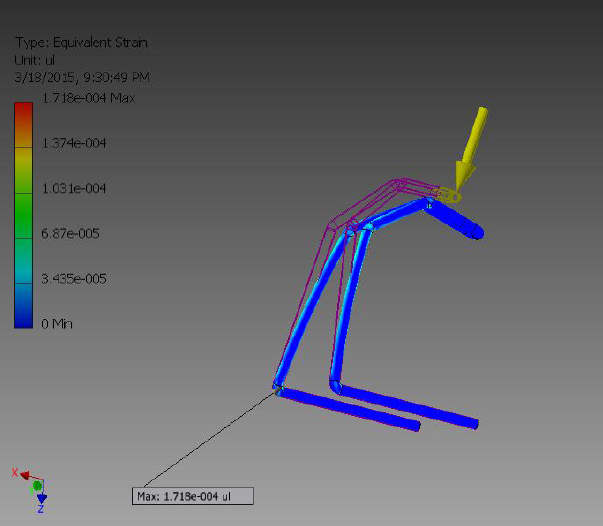 Type: Equivalent Strain
Unit: ul
3/18/2015, 9:30:49 PM
1.718e-004 Max
1.374e-004
1.031e-004
6.87e-005
3.435e-005
0 Min
X
Z
Max: 1.718e-004 ul